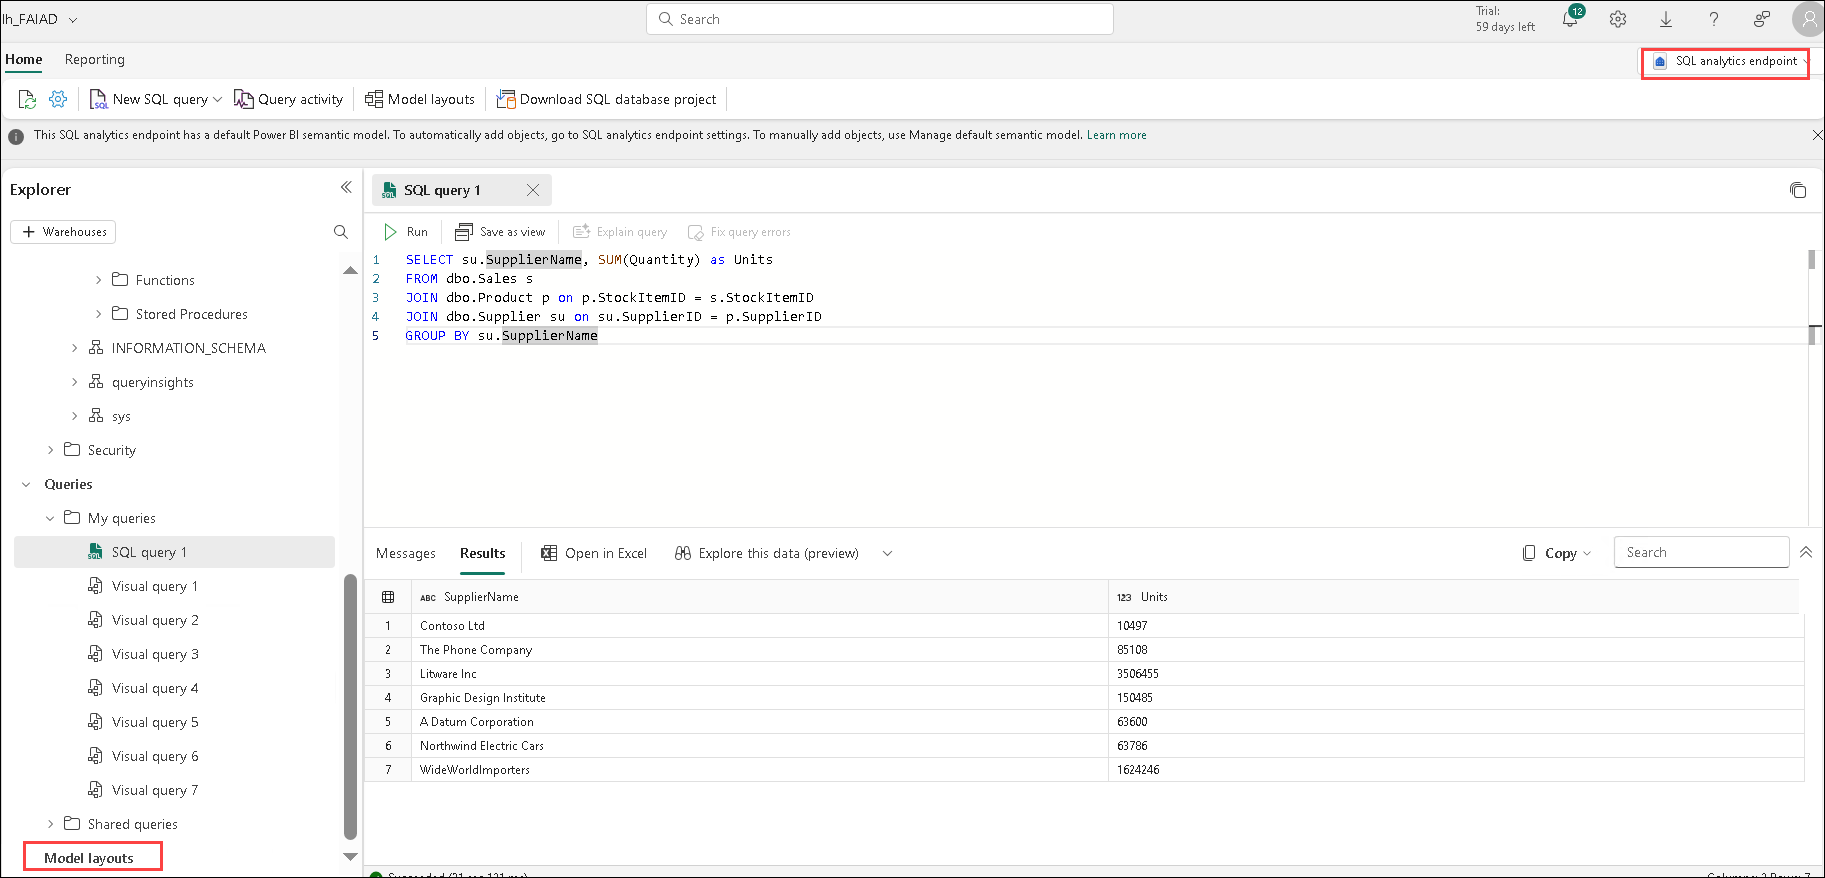 lh_FAIAD
Search
Trial:
59 days left
12
?
Home
Reporting
SQL analytics endpoint
New SQL query
Query activity
Model layouts
Download SQL database project
This SQL analytics endpoint has a default Power BI semantic model. To automatically add objects, go to SQL analytics endpoint settings. To manually add objects, use Manage default semantic model. Learn more
Explorer
+ Warehouses
Functions
Stored Procedures
INFORMATION_SCHEMA
queryinsights
sys
Security
Queries
My queries
SQL query 1
Visual query 1
Visual query 2
Visual query 3
Visual query 4
Visual query 5
Visual query 6
Visual query 7
Shared queries
Model layouts
SQL query 1
Run
Save as view
Explain query
Fix query errors
1 SELECT su.SupplierName, SUM(Quantity) as Units
2 FROM dbo.Sales s
3 JOIN dbo.Product p on p.StockItemID = s.StockItemID
4 JOIN dbo.Supplier su on su.SupplierID = p.SupplierID
5 GROUP BY su.SupplierName
Messages
Results
Open in Excel
Explore this data (preview)
Copy
Search
ABC SupplierName 123 Units
1 Contoso Ltd 10497
2 The Phone Company 85108
3 Litware Inc 3506455
4 Graphic Design Institute 150485
5 A Datum Corporation 63600
6 Northwind Electric Cars 63786
7 WideWorldImporters 1624246